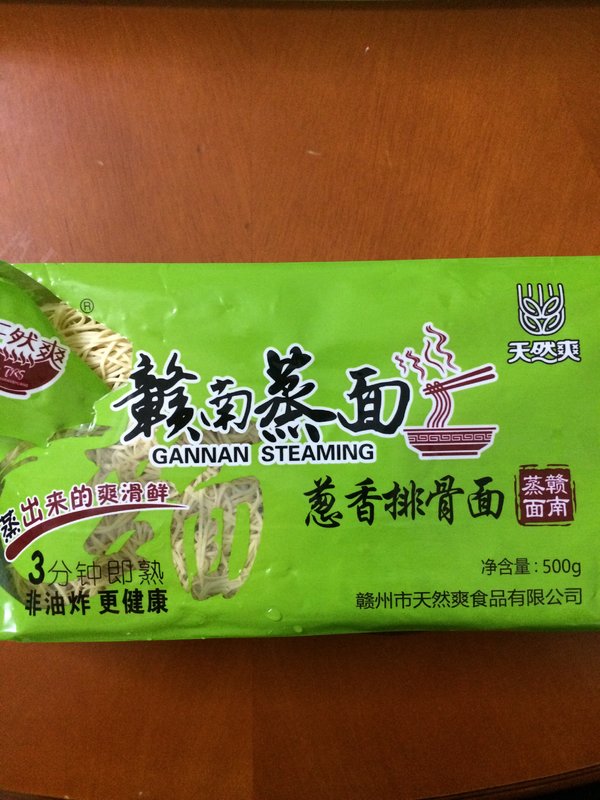 ®
天然爽
然爽
TRS
赣南蒸面
GANNAN STEAMING
蒸出来的爽滑鲜
葱香排骨面
赣南
蒸面
3分钟即熟
非油炸 更健康
净含量:500g
赣州市天然爽食品有限公司